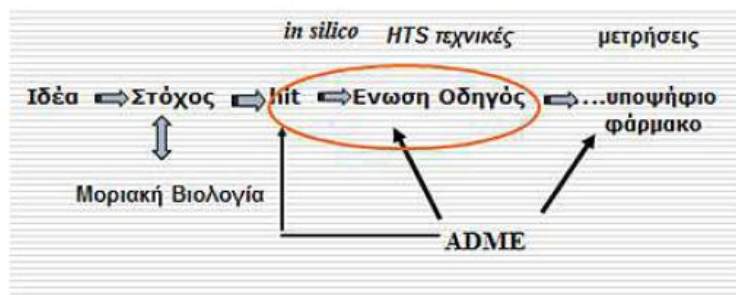 in silico HTS τεχνικές μετρήσεις
Ιδέα Στόχος hit Ενωση Οδηγός ...υποψήφιο
φάρμακο
Μοριακή Βιολογία
ADME